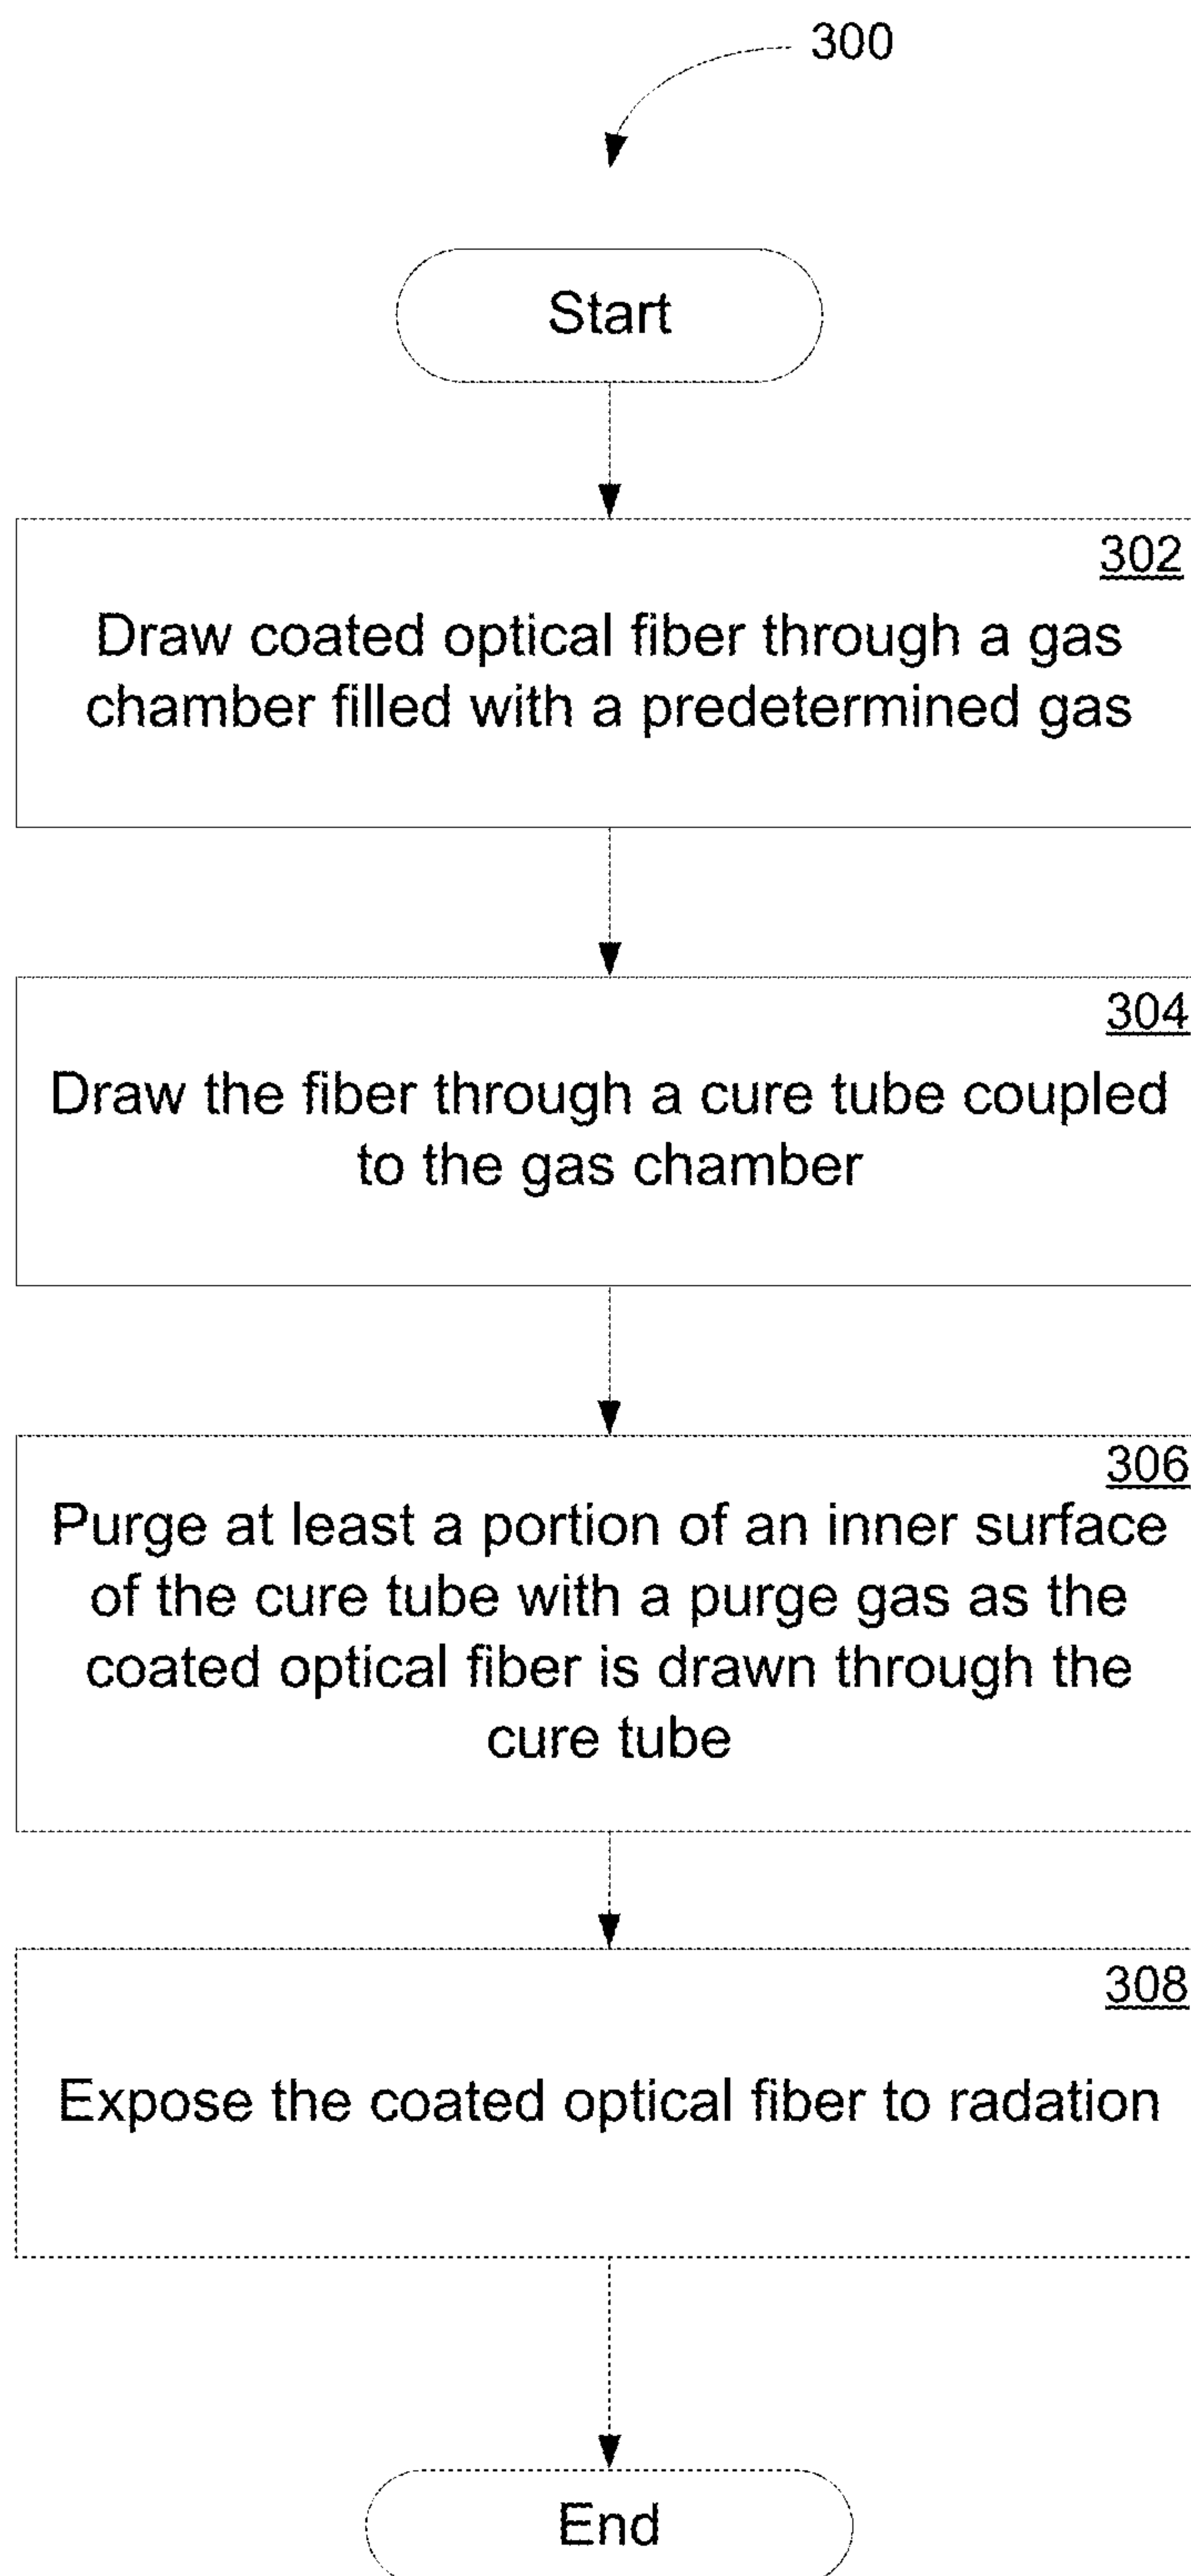 300
Start
302
Draw coated optical fiber through a gas
chamber filled with a predetermined gas
304
Draw the fiber through a cure tube coupled
to the gas chamber
306
Purge at least a portion of an inner surface
of the cure tube with a purge gas as the
coated optical fiber is drawn through the
cure tube
308
Expose the coated optical fiber to radation
End